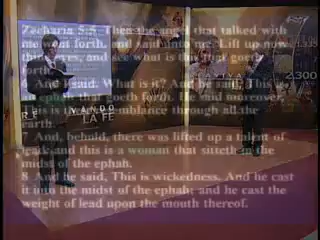 Zecharia 5:5 Then the angel that talked with
me went forth, and said unto me, Lift up now
thine eyes, and see what is this that goeth
forth.
6 And I said, What is it? And he said, This is
an ephah that goeth forth. He said moreover,
This is their resemblance through all the
earth.
7 And, behold, there was lifted up a talent of
lead: and this is a woman that sitteth in the
midst of the ephah.
8 And he said, This is wickedness. And he cast
it into the midst of the ephah; and he cast the
weight of lead upon the mouth thereof.
LA FE
2300